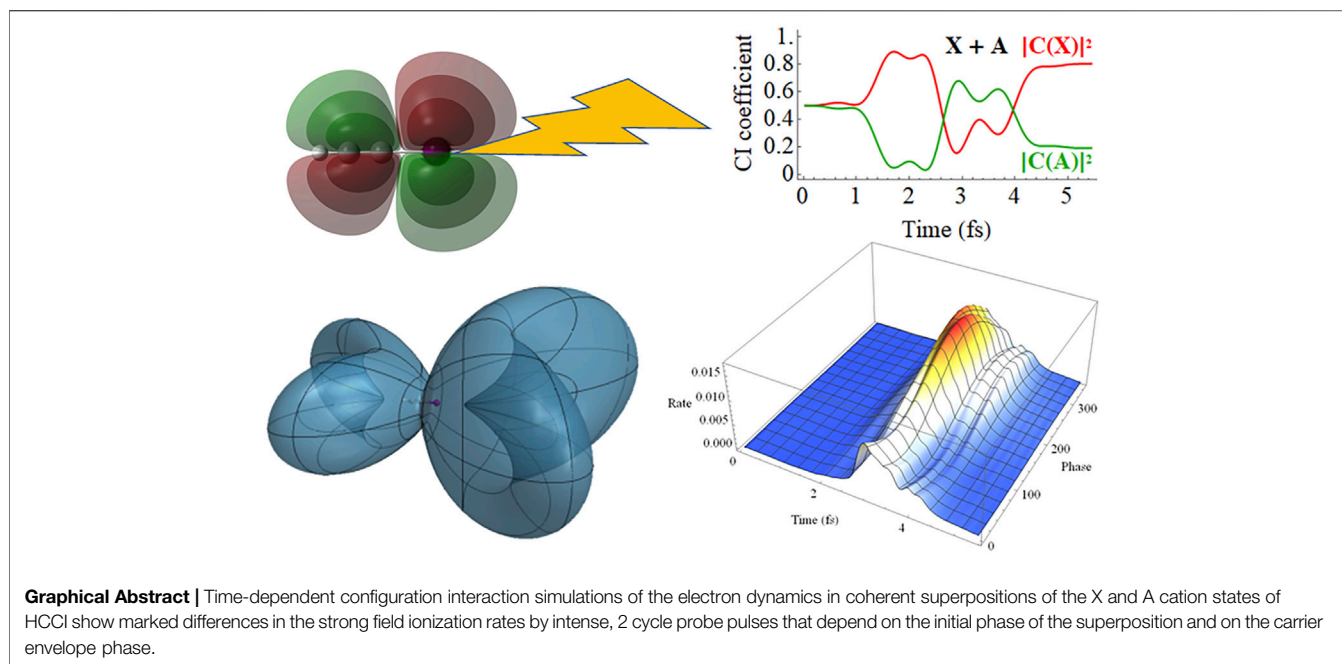 1.
0.8
0.6
0.4
0.2
0
CI coefficient
X + A |C(X)|²
|C(A)|²
0 1 2 3 4 5
Time (fs)
0.015
0.010
Rate
0.005
0.000
0
2
4
Time (fs)
300
200
Phase
100
0
Graphical Abstract | Time-dependent configuration interaction simulations of the electron dynamics in coherent superpositions of the X and A cation states of
HCCI show marked differences in the strong field ionization rates by intense, 2 cycle probe pulses that depend on the initial phase of the superposition and on the carrier
envelope phase.